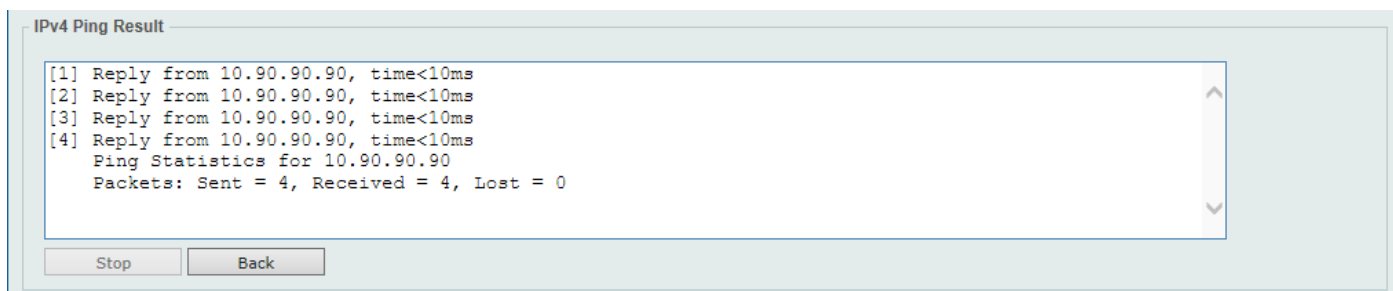 IPv4 Ping Result
[1] Reply from 10.90.90.90, time<10ms
[2] Reply from 10.90.90.90, time<10ms
[3] Reply from 10.90.90.90, time<10ms
[4] Reply from 10.90.90.90, time<10ms
Ping Statistics for 10.90.90.90
Packets: Sent = 4, Received = 4, Lost = 0
Stop
Back